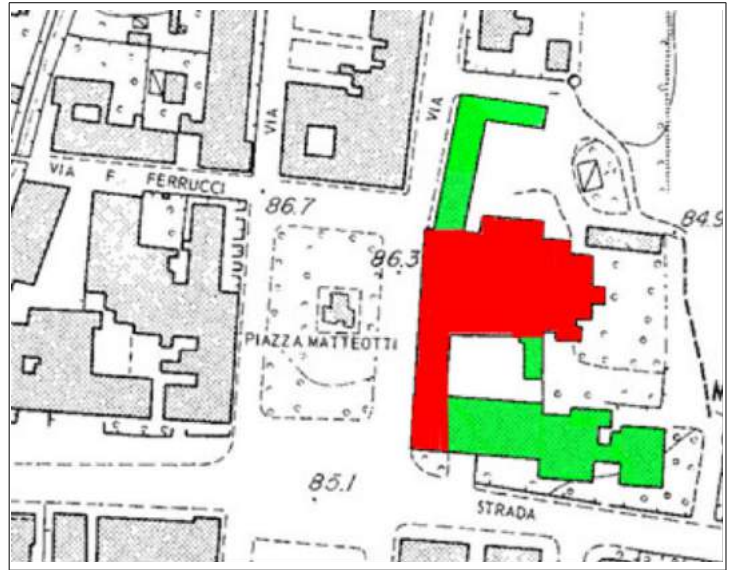 VIA
VIA
VIA F. FERRUCCI
86.7
84.9
86.3
PIAZZA MATTEOTTI
85.1
STRADA